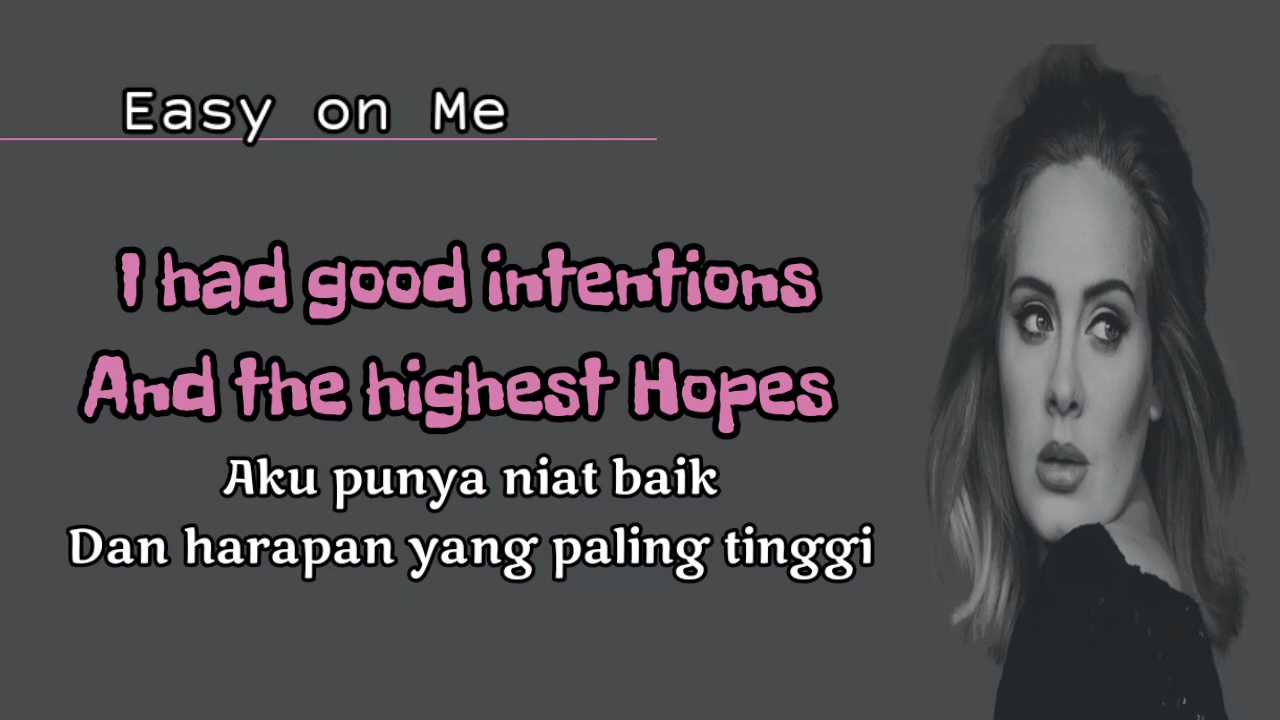 Easy on Me
I had good intentions
And the highest Hopes
Aku punya niat baik
Dan harapan yang paling tinggi